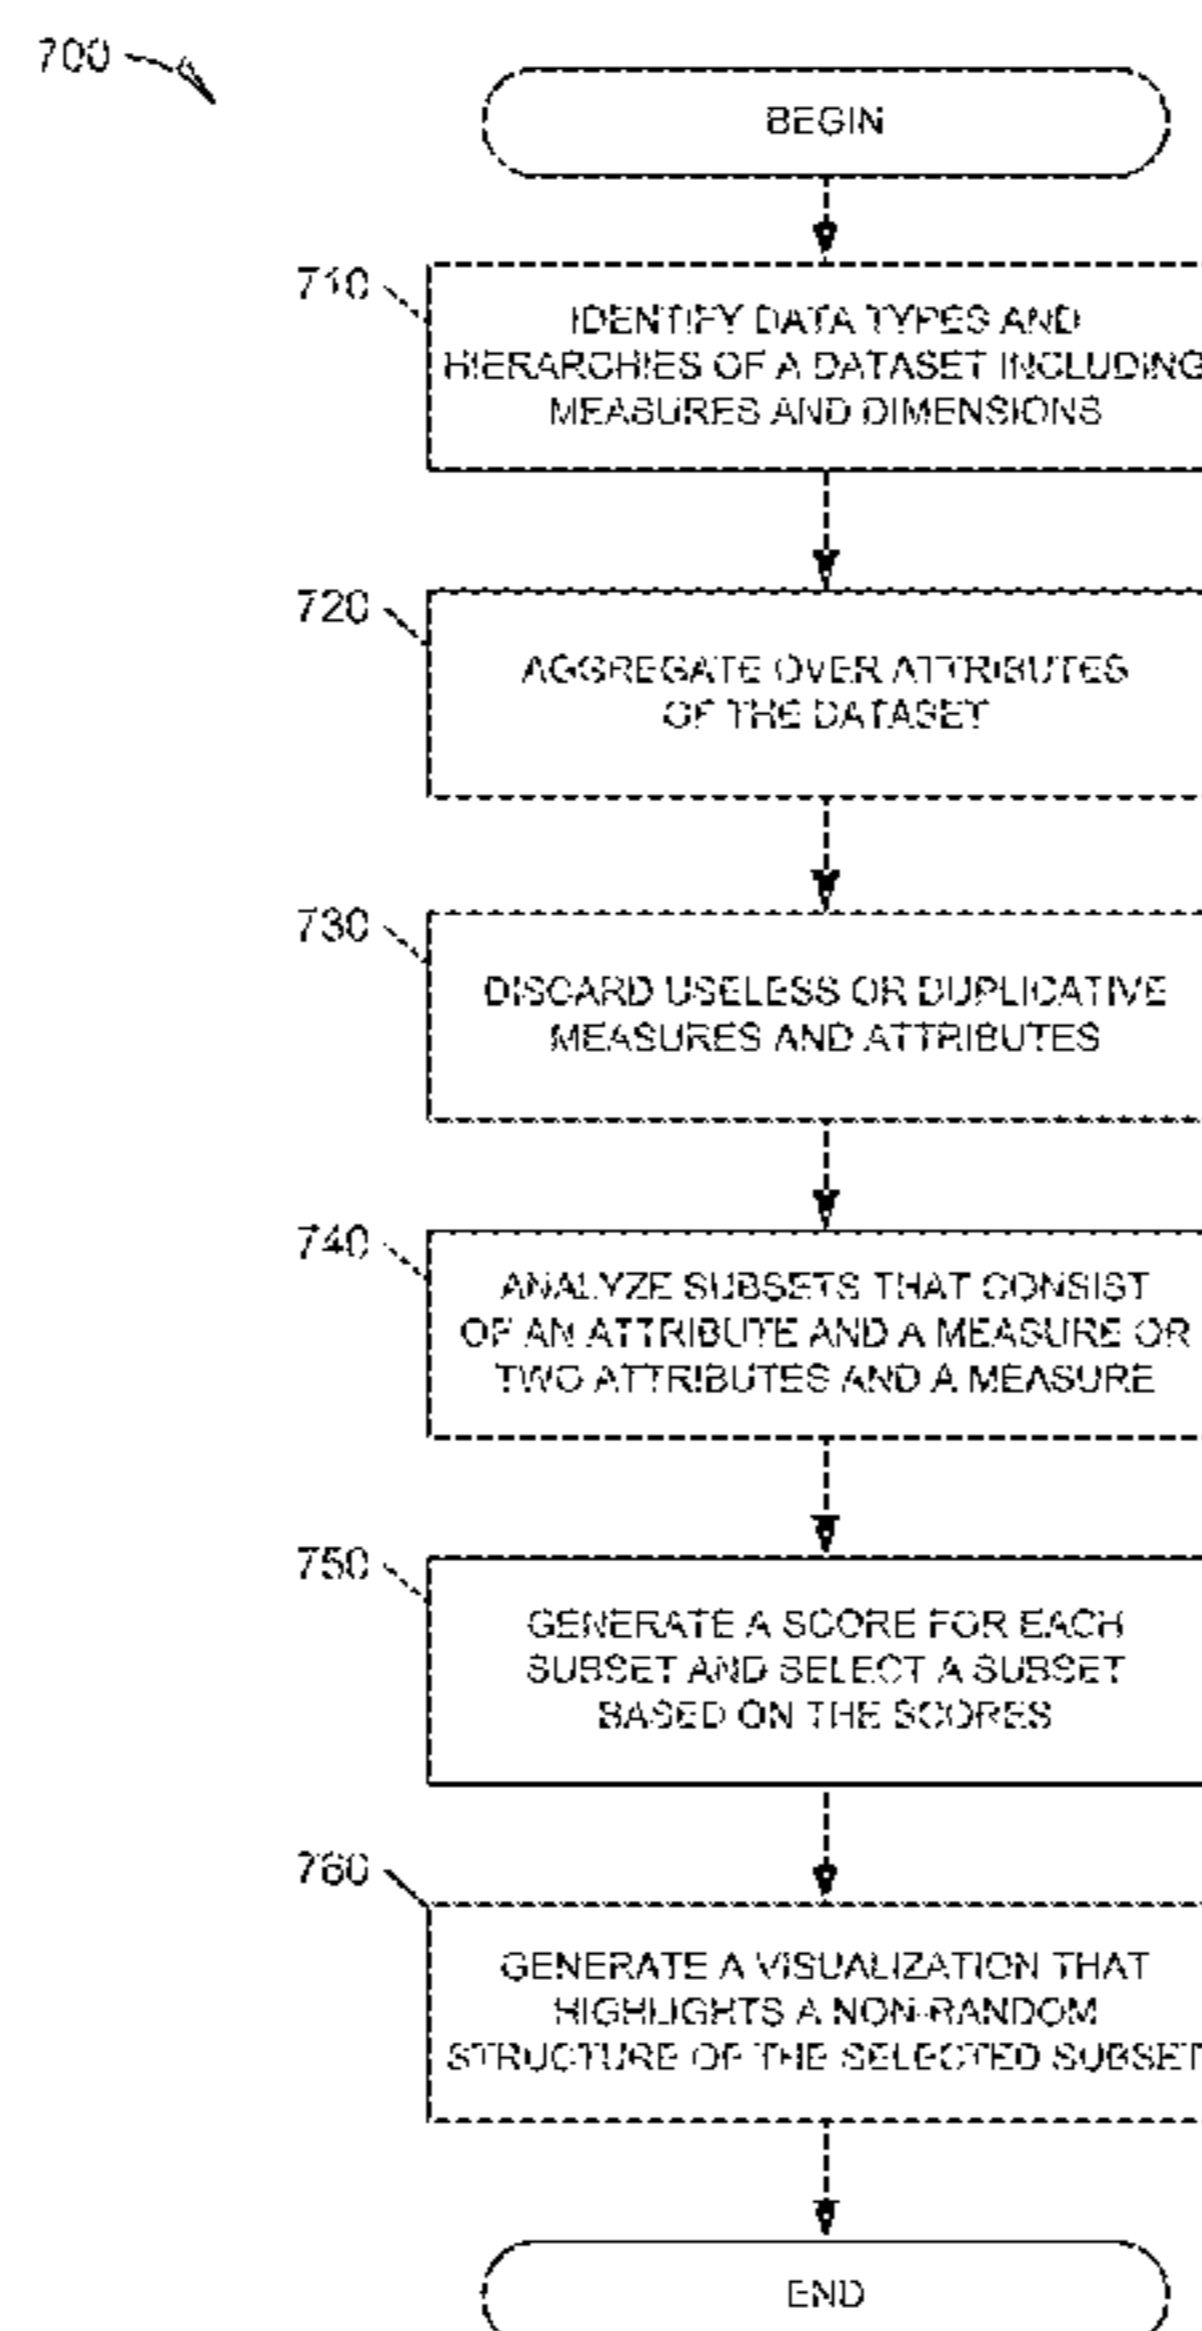 700
BEGIN
710
IDENTIFY DATA TYPES AND
HIERARCHIES OF A DATASET INCLUDING
MEASURES AND DIMENSIONS
720
AGGREGATE OVER ATTRIBUTES
OF THE DATASET
730
DISCARD USELESS OR DUPLICATIVE
MEASURES AND ATTRIBUTES
740
ANALYZE SUBSETS THAT CONSIST
OF AN ATTRIBUTE AND A MEASURE OR
TWO ATTRIBUTES AND A MEASURE
750
GENERATE A SCORE FOR EACH
SUBSET AND SELECT A SUBSET
BASED ON THE SCORES
760
GENERATE A VISUALIZATION THAT
HIGHLIGHTS A NON-RANDOM
STRUCTURE OF THE SELECTED SUBSET
END